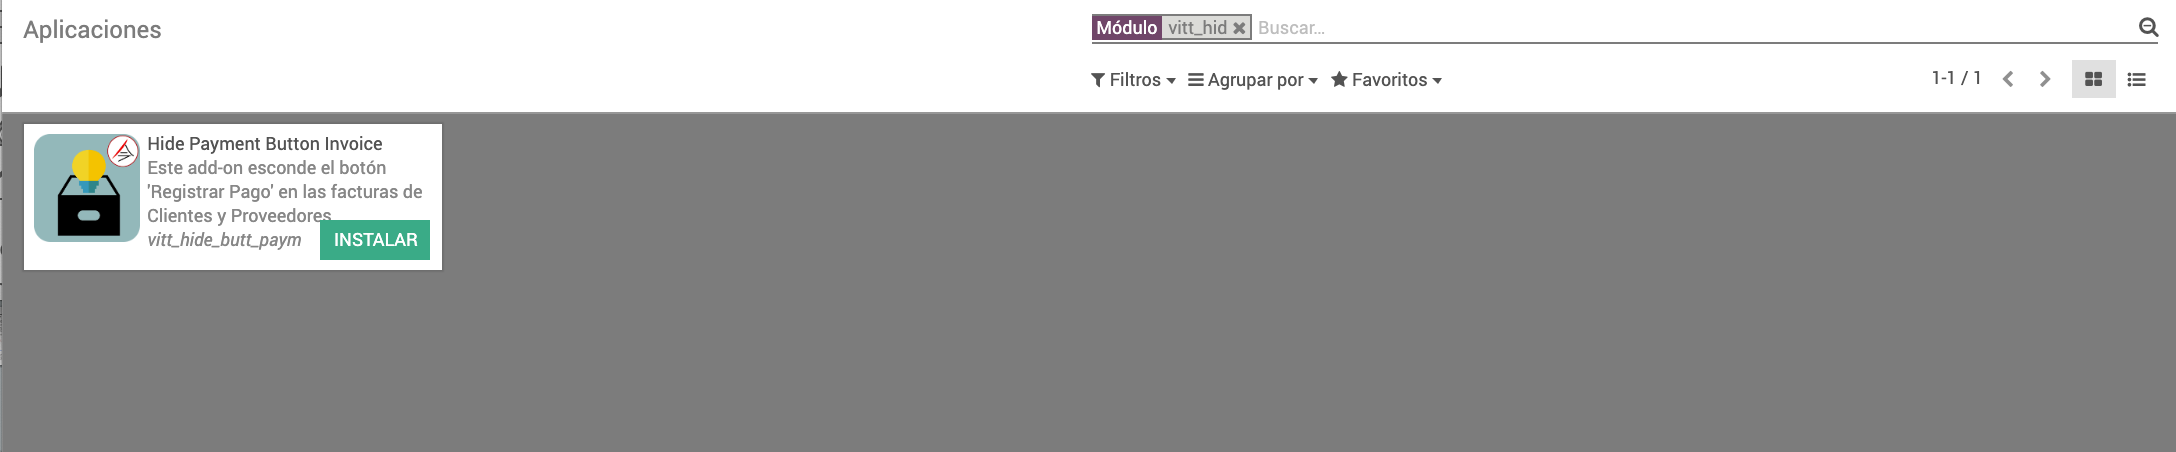 Aplicaciones
Módulo vitt_hid Buscar...
Filtros Agrupar por Favoritos
1-1 / 1
Hide Payment Button Invoice
Este add-on esconde el botón
'Registrar Pago' en las facturas de
Clientes y Proveedores
vitt_hide_butt_paym
INSTALAR